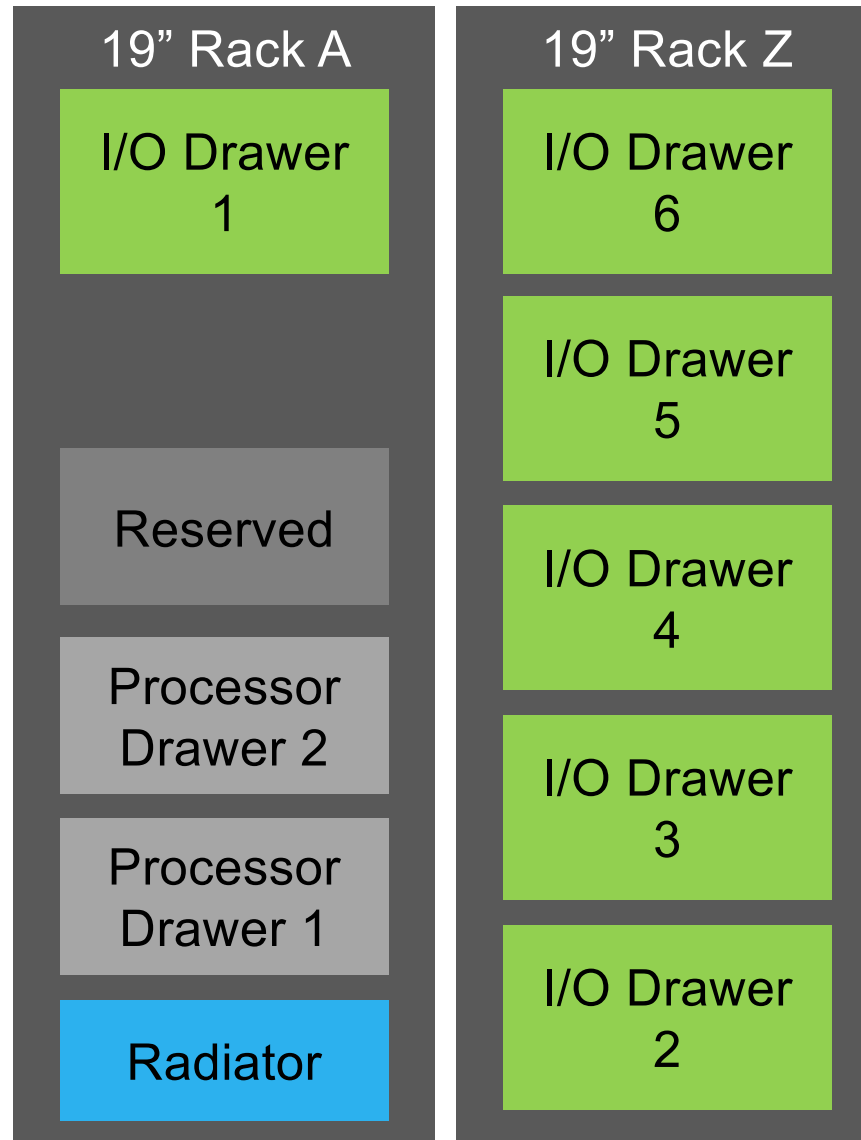 19” Rack A
I/O Drawer
1
Reserved
Processor
Drawer 2
Processor
Drawer 1
Radiator
19” Rack Z
I/O Drawer
6
I/O Drawer
5
I/O Drawer
4
I/O Drawer
3
I/O Drawer
2